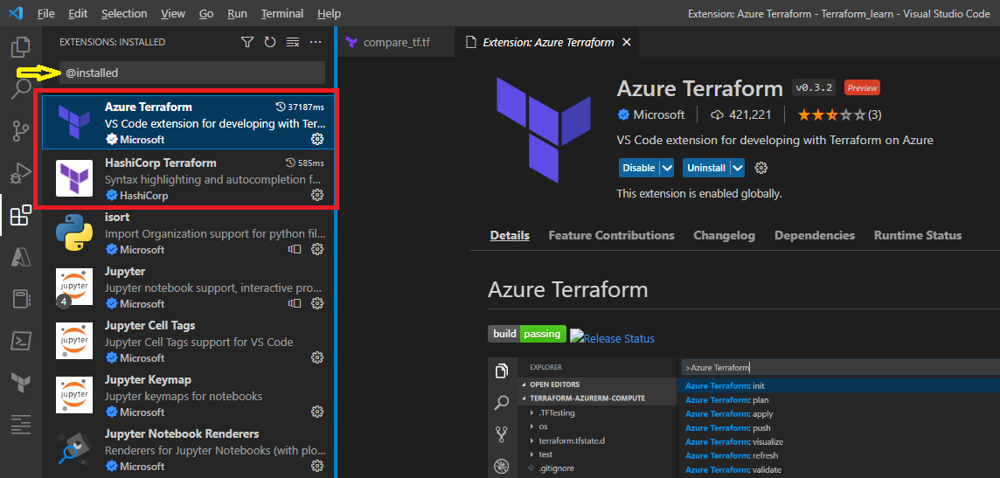 File Edit Selection View Go Run Terminal Help
Extension: Azure Terraform - Terraform_learn - Visual Studio Code
EXTENSIONS: INSTALLED
@installed
Azure Terraform 37187ms
VS Code extension for developing with Ter...
Microsoft
HashiCorp Terraform 585ms
Syntax highlighting and autocompletion f...
HashiCorp
isort
Import Organization support for python fil...
Microsoft
Jupyter
Jupyter notebook support, interactive pro...
Microsoft
jupyter
4
Jupyter Cell Tags
Jupyter Cell Tags support for VS Code
Microsoft
jupyter
Jupyter Keymap
Jupyter keymaps for notebooks
Microsoft
jupyter
Jupyter Notebook Renderers
Renderers for Jupyter Notebooks (with plo...
Microsoft
compare_tf.tf
Extension: Azure Terraform
Azure Terraform v0.3.2 Preview
Microsoft 421,221 (3)
VS Code extension for developing with Terraform on Azure
Disable Uninstall
This extension is enabled globally.
Details Feature Contributions Changelog Dependencies Runtime Status
Azure Terraform
build passing Release Status
EXPLORER
OPEN EDITORS
TERRAFORM-AZURERM-COMPUTE
.TFTesting
os
terraform.tfstate.d
test
.gitignore
>Azure Terraform
Azure Terraform: init
Azure Terraform: plan
Azure Terraform: apply
Azure Terraform: push
Azure Terraform: visualize
Azure Terraform: refresh
Azure Terraform: validate